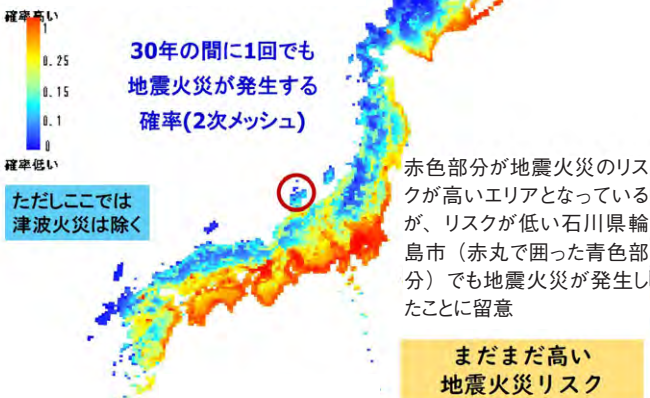 確率高い
1
0.25
0.15
0.1
0
確率低い
30年の間に1回でも
地震火災が発生する
確率(2次メッシュ)
ただしここでは
津波火災は除く
赤色部分が地震火災のリス
クが高いエリアとなっている
が、リスクが低い石川県輪
島市（赤丸で囲った青色部
分）でも地震火災が発生し
たことに留意
まだまだ高い
地震火災リスク